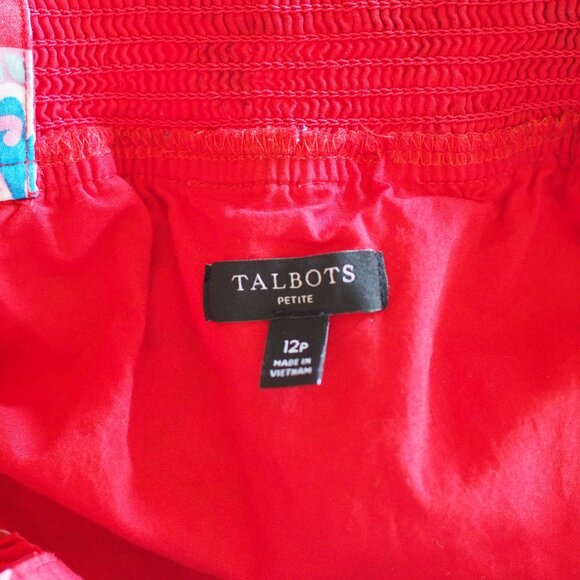 TALBOTS
PETITE
12P
MADE IN
VIETNAM